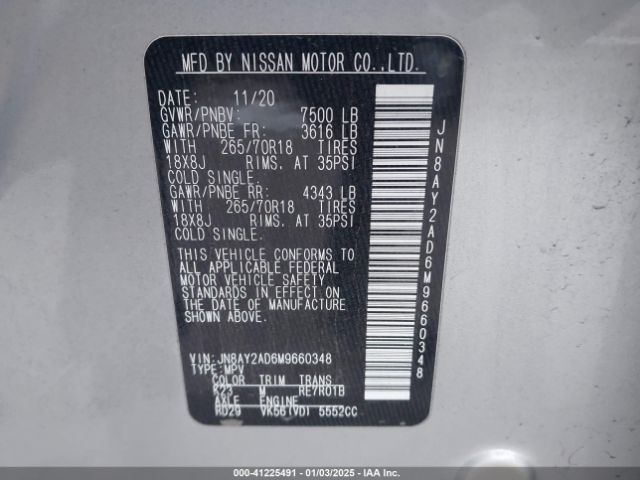 MFD BY NISSAN MOTOR CO.,LTD.
DATE: 11/20
GVWR/PNBV: 7500 LB
GAWR/PNBE FR: 3616 LB
WITH 265/70R18 TIRES
18X8J RIMS. AT 35PSI
COLD SINGLE.
GAWR/PNBE RR: 4343 LB
WITH 265/70R18 TIRES
18X8J RIMS. AT 35PSI
COLD SINGLE.
THIS VEHICLE CONFORMS TO
ALL APPLICABLE FEDERAL
MOTOR VEHICLE SAFETY
STANDARDS IN EFFECT ON
THE DATE OF MANUFACTURE
SHOWN ABOVE.
VIN:JN8AY2AD6M9660348
TYPE:MPV
COLOR TRIM TRANS
K23 M RE7R01B
AXLE ENGINE
RD29 VK56(VD) 5552CC
JN8AY2AD6M9660348
000-41225491 - 01/03/2025 - IAA Inc.